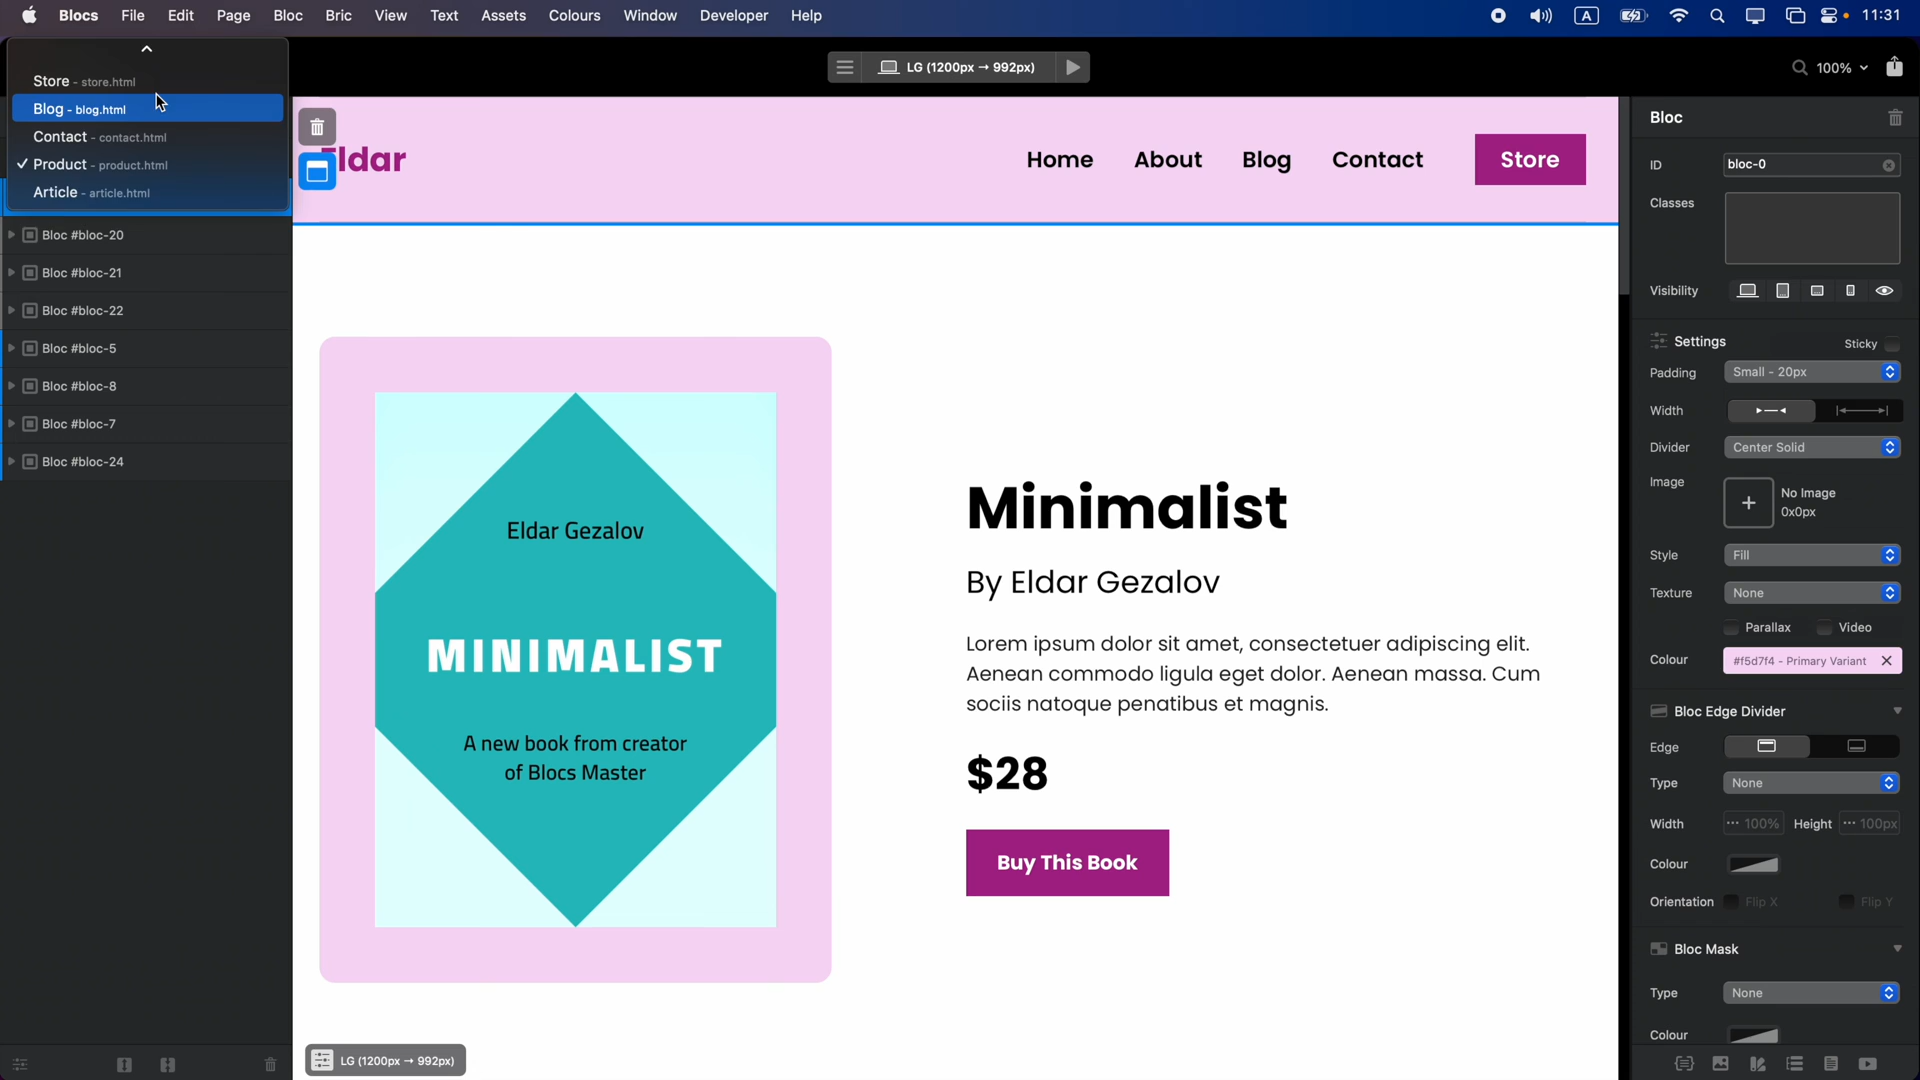 Blocs File Edit Page Bloc Bric View Text Assets Colours Window Developer Help A 11:31
LG (1200px → 992px) 100%
Store - store.html
Blog - blog.html
Contact - contact.html
Product - product.html
Article - article.html
Bloc #bloc-20
Bloc #bloc-21
Bloc #bloc-22
Bloc #bloc-5
Bloc #bloc-8
Bloc #bloc-7
Bloc #bloc-24
Eldar
Home About Blog Contact Store
Eldar Gezalov
MINIMALIST
A new book from creator
of Blocs Master
Minimalist
By Eldar Gezalov
Lorem ipsum dolor sit amet, consectetuer adipiscing elit.
Aenean commodo ligula eget dolor. Aenean massa. Cum
sociis natoque penatibus et magnis.
$28
Buy This Book
LG (1200px → 992px)
Bloc
ID bloc-0
Classes
Visibility
Settings Sticky
Padding Small - 20px
Width
Divider Center Solid
Image No Image
0x0px
Style Fill
Texture None
Parallax Video
Colour #f5d7f4 - Primary Variant
Bloc Edge Divider
Edge
Type None
Width 100% Height 100px
Colour
Orientation Flip X Flip Y
Bloc Mask
Type None
Colour